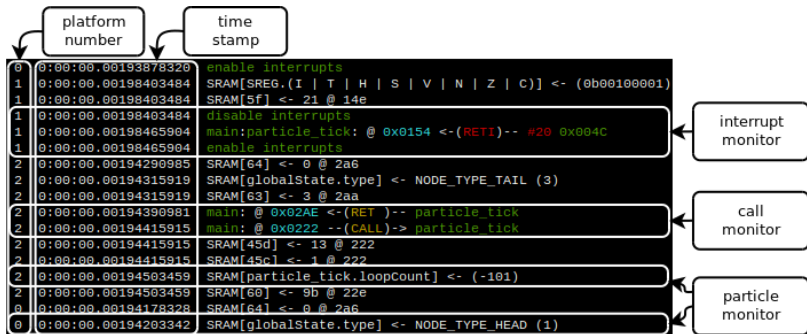 platform number
time stamp
0 0:00:00.00193878320 enable interrupts
1 0:00:00.00198403484 SRAM[SREG.(I | T | H | S | V | N | Z | C)] <- (0b00100001)
1 0:00:00.00198403484 SRAM[5f] <- 21 @ 14e
1 0:00:00.00198403484 disable interrupts
1 0:00:00.00198465904 main:particle_tick: @ 0x0154 <-(RETI)-- #20 0x004C
1 0:00:00.00198465904 enable interrupts
2 0:00:00.00194290985 SRAM[64] <- 0 @ 2a6
2 0:00:00.00194315919 SRAM[globalState.type] <- NODE_TYPE_TAIL (3)
2 0:00:00.00194315919 SRAM[63] <- 3 @ 2aa
2 0:00:00.00194390981 main: @ 0x02AE <-(RET )-- particle_tick
2 0:00:00.00194415915 main: @ 0x0222 --(CALL)-> particle_tick
2 0:00:00.00194415915 SRAM[45d] <- 13 @ 222
2 0:00:00.00194415915 SRAM[45c] <- 1 @ 222
2 0:00:00.00194503459 SRAM[particle_tick.loopCount] <- (-101)
2 0:00:00.00194503459 SRAM[60] <- 9b @ 22e
0 0:00:00.00194178328 SRAM[64] <- 0 @ 2a6
0 0:00:00.00194203342 SRAM[globalState.type] <- NODE_TYPE_HEAD (1)
interrupt monitor
call monitor
particle monitor